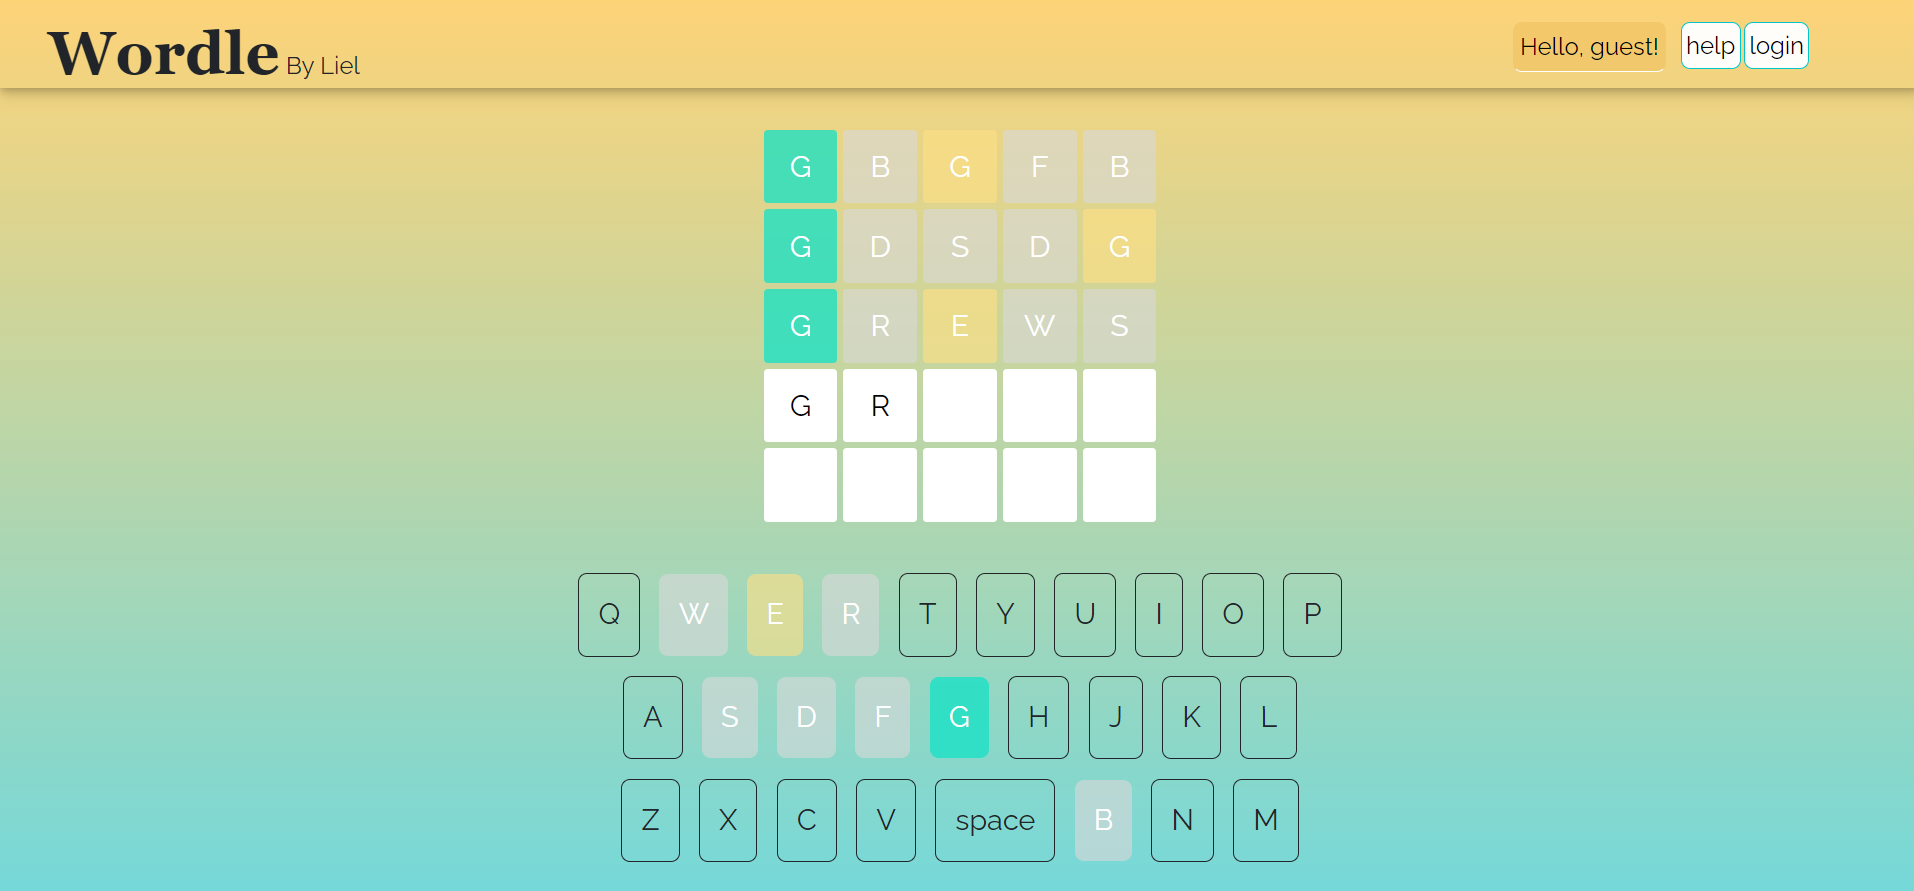 Wordle By Liel
Hello, guest! help login
G B G F B
G D S D G
G R E W S
G R
Q W E R T Y U I O P
A S D F G H J K L
Z X C V space B N M